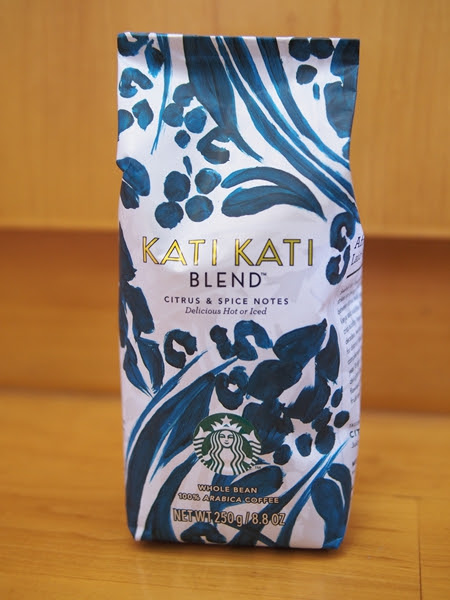 KATI KATI
BLEND™
CITRUS & SPICE NOTES
Delicious Hot or Iced
WHOLE BEAN
100% ARABICA COFFEE
NET WT 250 g / 8.8 OZ